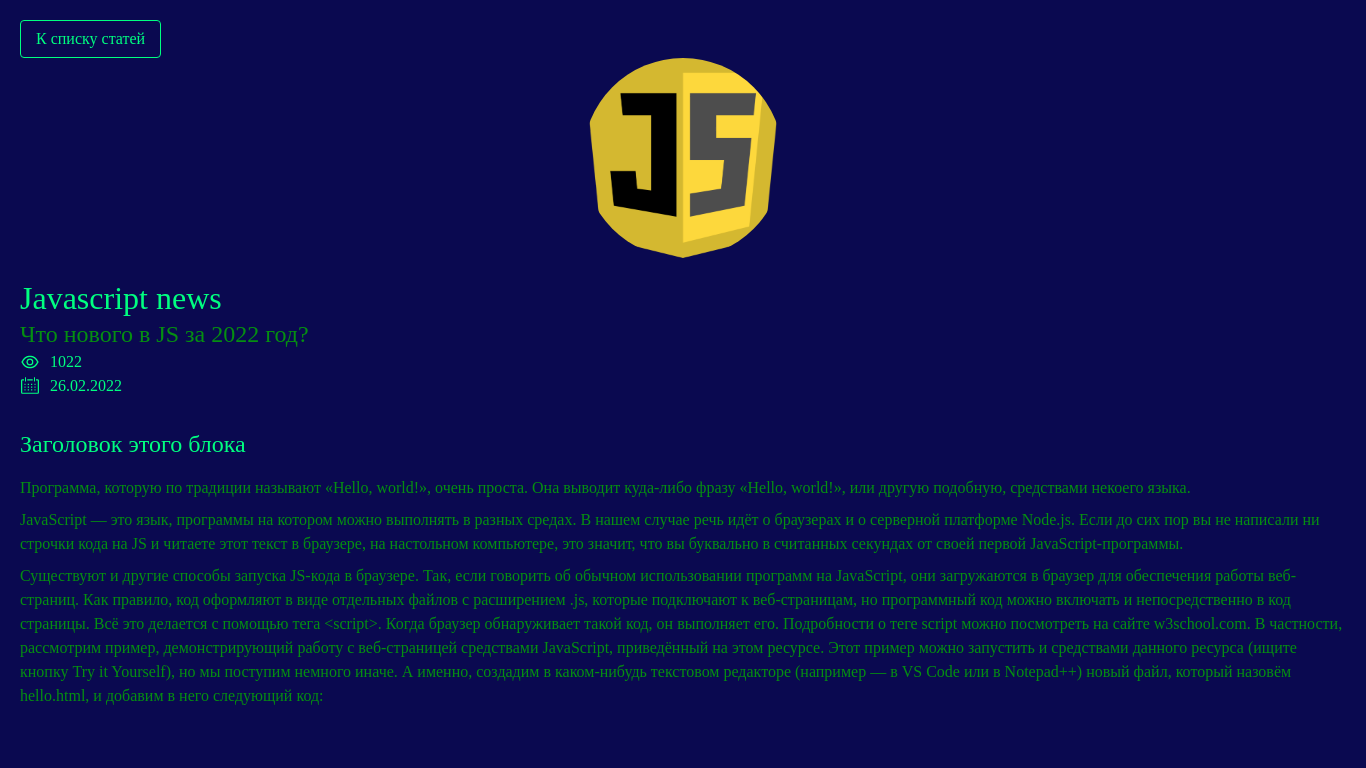 К списку статей
JS
Javascript news
Что нового в JS за 2022 год?
1022
26.02.2022
Заголовок этого блока
Программа, которую по традиции называют «Hello, world!», очень проста. Она выводит куда-либо фразу «Hello, world!», или другую подобную, средствами некоего языка.
JavaScript — это язык, программы на котором можно выполнять в разных средах. В нашем случае речь идёт о браузерах и о серверной платформе Node.js. Если до сих пор вы не написали ни
строчки кода на JS и читаете этот текст в браузере, на настольном компьютере, это значит, что вы буквально в считанных секундах от своей первой JavaScript-программы.
Существуют и другие способы запуска JS-кода в браузере. Так, если говорить об обычном использовании программ на JavaScript, они загружаются в браузер для обеспечения работы веб-
страниц. Как правило, код оформляют в виде отдельных файлов с расширением .js, которые подключают к веб-страницам, но программный код можно включать и непосредственно в код
страницы. Всё это делается с помощью тега <script>. Когда браузер обнаруживает такой код, он выполняет его. Подробности о теге script можно посмотреть на сайте w3school.com. В частности,
рассмотрим пример, демонстрирующий работу с веб-страницей средствами JavaScript, приведённый на этом ресурсе. Этот пример можно запустить и средствами данного ресурса (ищите
кнопку Try it Yourself), но мы поступим немного иначе. А именно, создадим в каком-нибудь текстовом редакторе (например — в VS Code или в Notepad++) новый файл, который назовём
hello.html, и добавим в него следующий код: